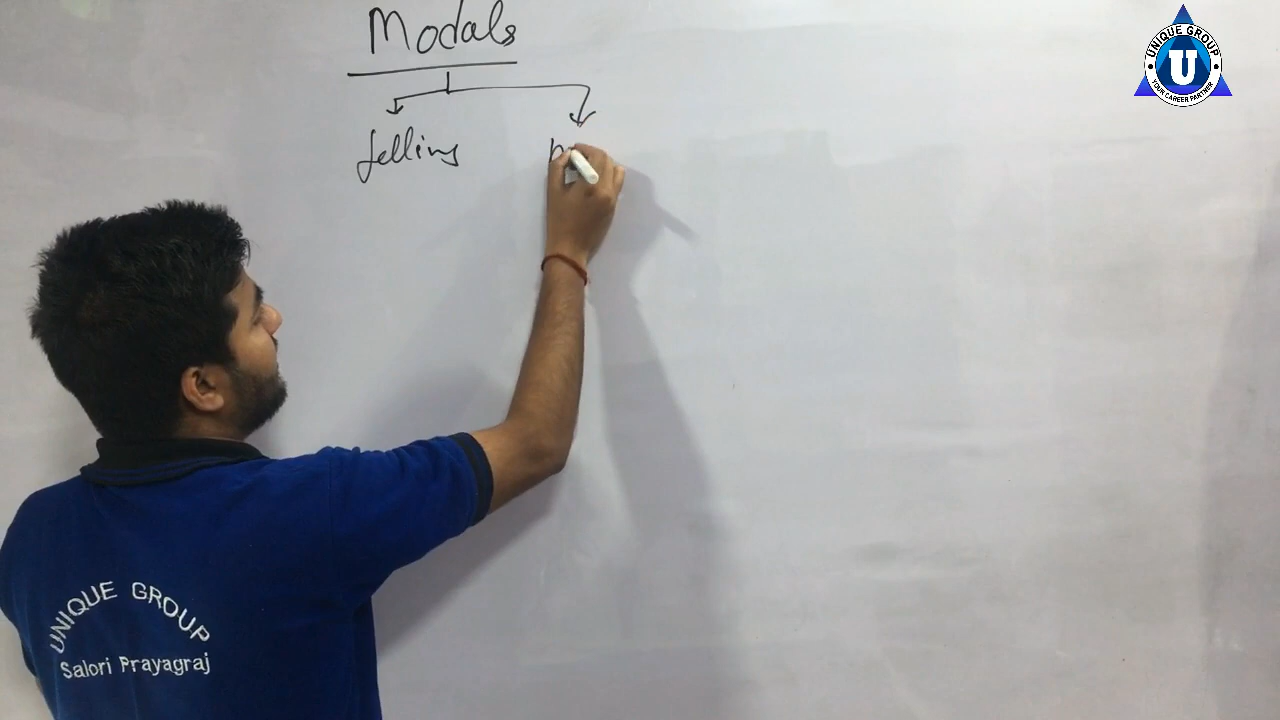 Modals
felling
UNIQUE GROUP
U
YOUR CAREER PARTNER
UNIQUE GROUP
Salori Prayagraj